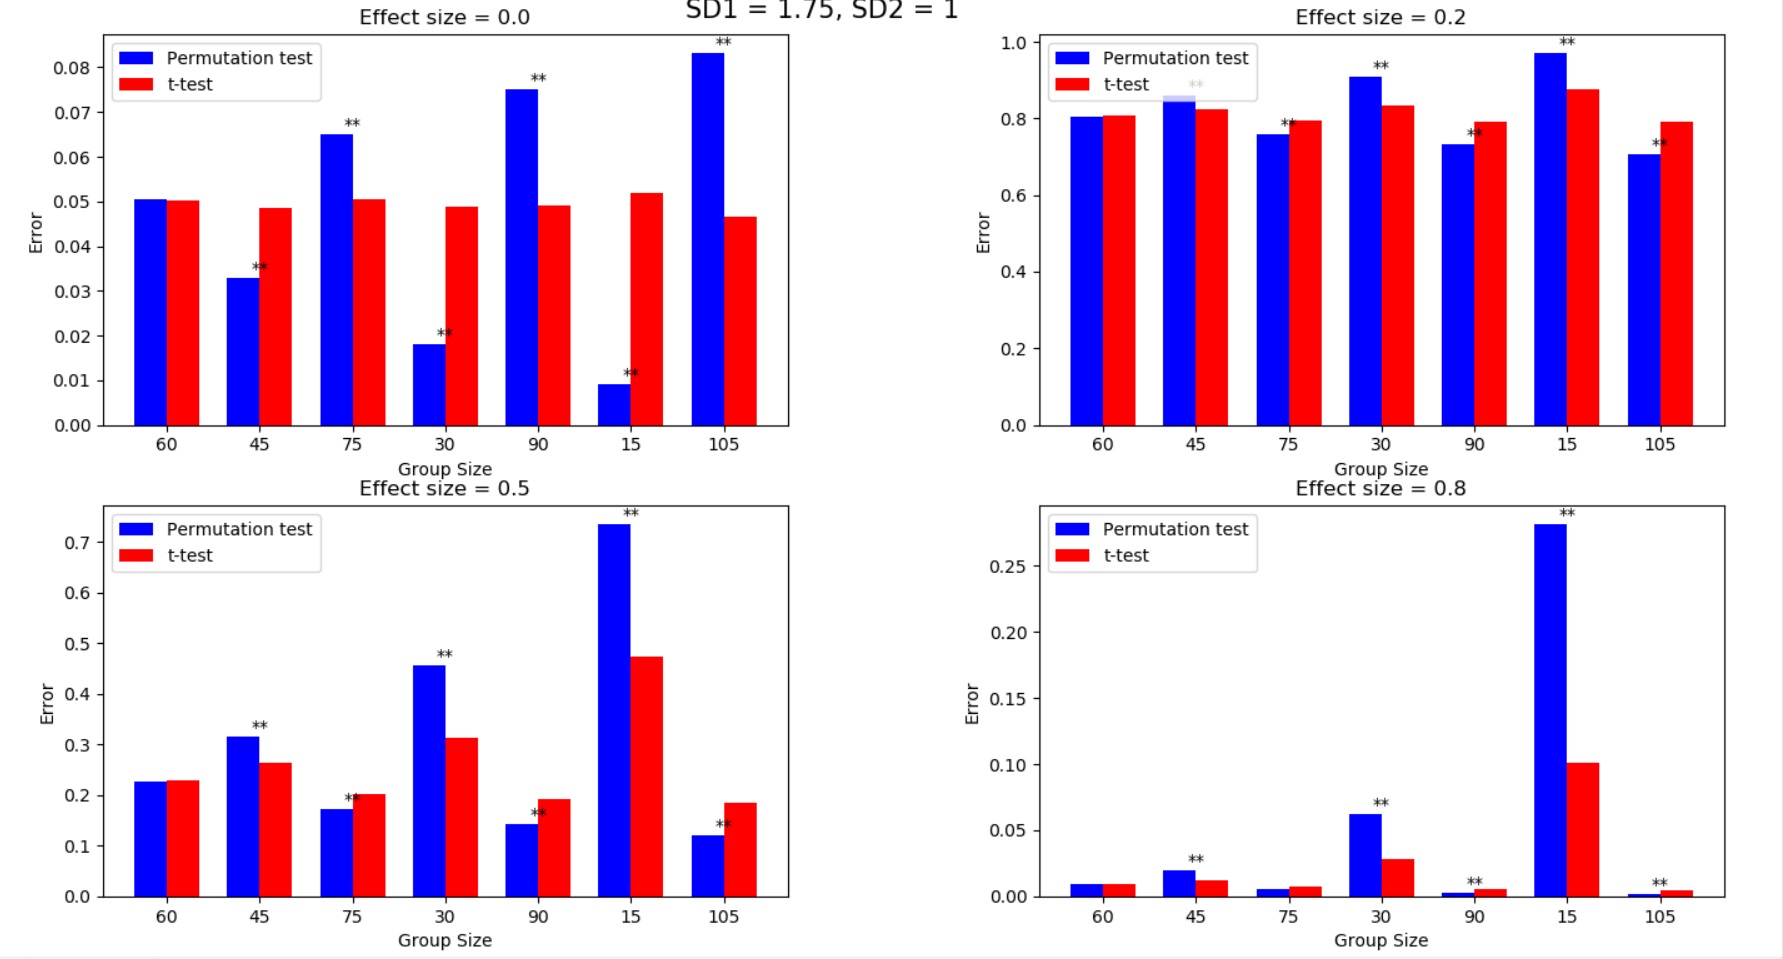 SD1 = 1.75, SD2 = 1
Effect size = 0.0
Permutation test
t-test
**
**
**
**
**
**
Error
0.08
0.07
0.06
0.05
0.04
0.03
0.02
0.01
0.00
60 45 75 30 90 15 105
Group Size
Effect size = 0.2
Permutation test
t-test
**
**
**
**
**
**
Error
1.0
0.8
0.6
0.4
0.2
0.0
60 45 75 30 90 15 105
Group Size
Effect size = 0.5
Permutation test
t-test
**
**
**
**
**
**
Error
0.7
0.6
0.5
0.4
0.3
0.2
0.1
0.0
60 45 75 30 90 15 105
Group Size
Effect size = 0.8
Permutation test
t-test
**
**
**
**
**
Error
0.25
0.20
0.15
0.10
0.05
0.00
60 45 75 30 90 15 105
Group Size